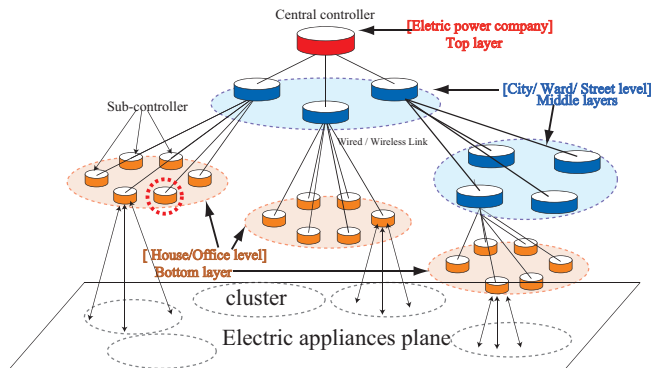 Central controller
[Eletric power company]
Top layer
[City/ Ward/ Street level]
Middle layers
Sub-controller
Wired / Wireless Link
[ House/Office level]
Bottom layer
cluster
Electric appliances plane